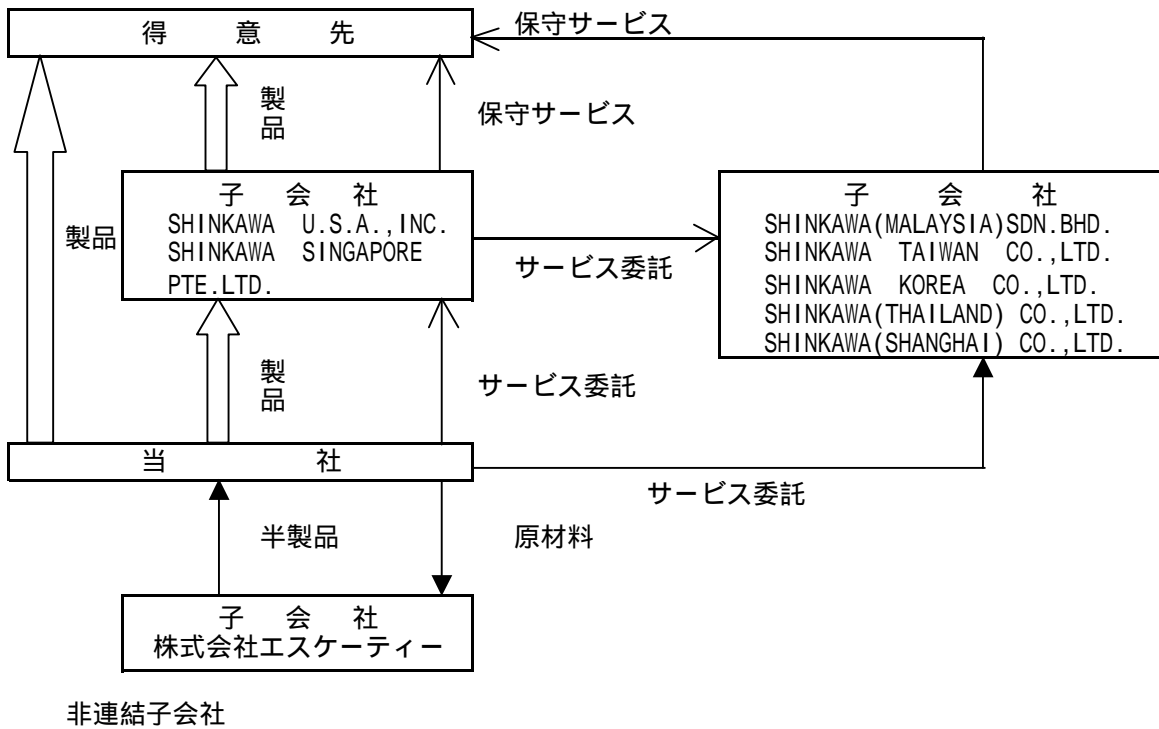 得 意 先
保守サービス
製品
保守サービス
子 会 社
SHINKAWA U.S.A.,INC.
SHINKAWA SINGAPORE
PTE.LTD.
子 会 社
SHINKAWA(MALAYSIA)SDN.BHD.
SHINKAWA TAIWAN CO.,LTD.
SHINKAWA KOREA CO.,LTD.
SHINKAWA(THAILAND) CO.,LTD.
SHINKAWA(SHANGHAI) CO.,LTD.
製品
サービス委託
製品
サービス委託
当 社
サービス委託
半製品
原材料
子 会 社
株式会社エスケーティー
非連結子会社